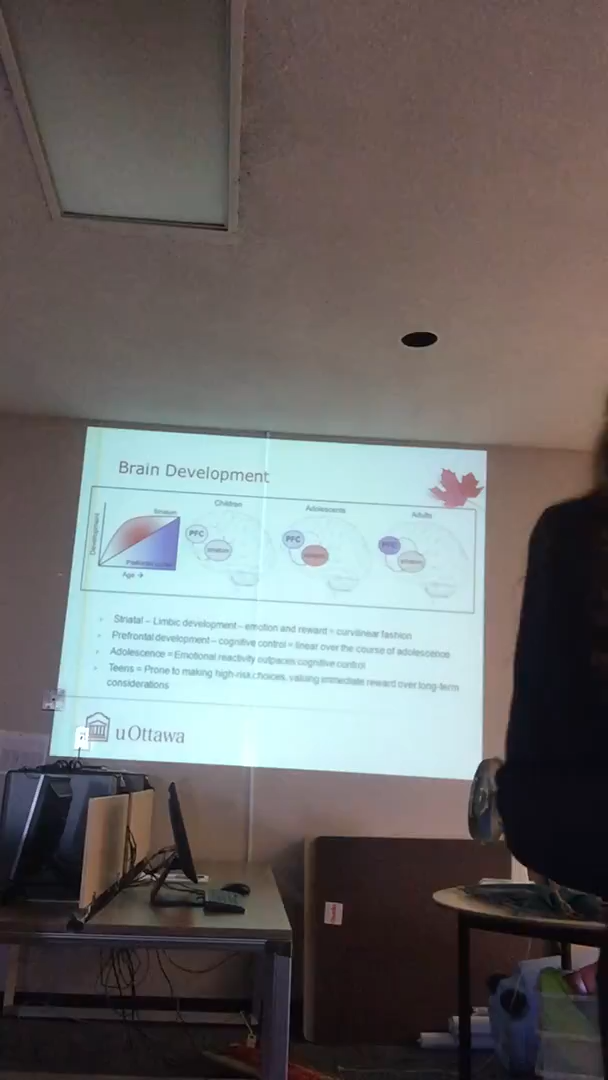 Brain Development
Children
Adolescents
Adults
Striatum
Development
Prefrontal cortex
Age →
PFC
striatum
PFC
striatum
PFC
striatum
Striatal – Limbic development – emotion and reward = curvilinear fashion
Prefrontal development – cognitive control = linear over the course of adolescence
Adolescence = Emotional reactivity outpaces cognitive control
Teens = Prone to making high-risk choices, valuing immediate reward over long-term
considerations
uOttawa